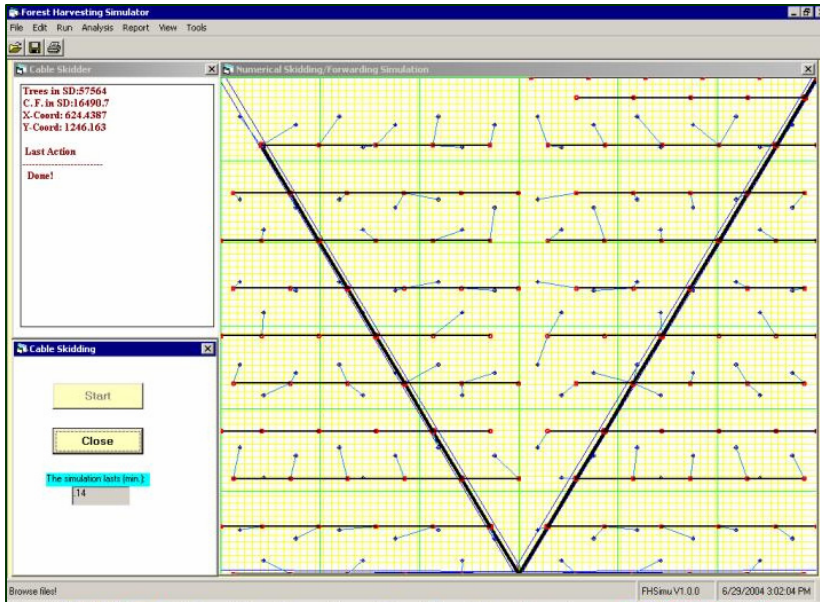 Forest Harvesting Simulator
File Edit Run Analysis Report View Tools
Cable Skidder
Numerical Skidding/Forwarding Simulation
Trees in SD:57564
C. F. in SD:16490.7
X-Coord: 624.4387
Y-Coord: 1246.163
Last Action
-------------------------
Done!
Cable Skidding
Start
Close
The simulation lasts (min.):
.14
Browse files!
FHSimu V1.0.0
6/29/2004 3:02:04 PM